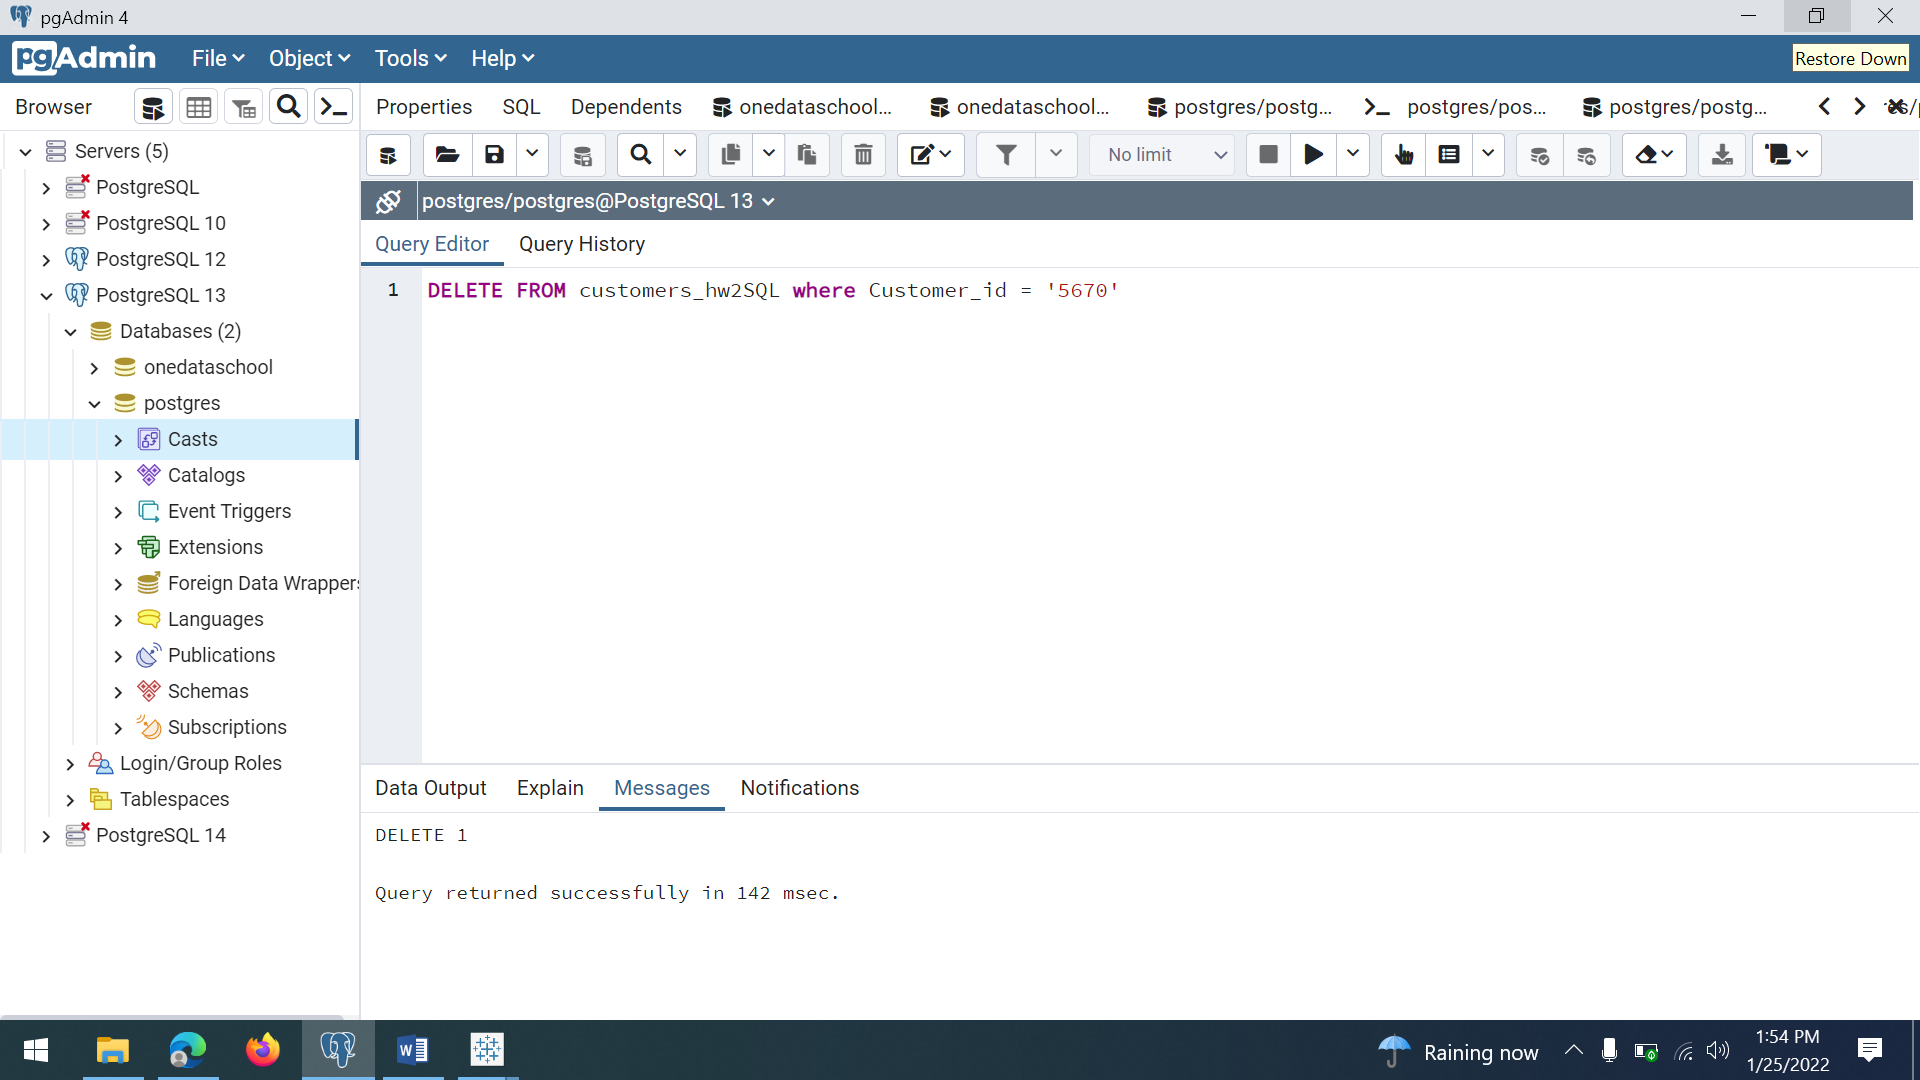 pgAdmin 4
pgAdmin File Object Tools Help
Restore Down
Browser
Properties SQL Dependents onedataschool... onedataschool... postgres/postg... postgres/pos... postgres/postg...
Servers (5)
PostgreSQL
PostgreSQL 10
PostgreSQL 12
PostgreSQL 13
Databases (2)
onedataschool
postgres
Casts
Catalogs
Event Triggers
Extensions
Foreign Data Wrappers
Languages
Publications
Schemas
Subscriptions
Login/Group Roles
Tablespaces
PostgreSQL 14
No limit
postgres/postgres@PostgreSQL 13
Query Editor Query History
1 DELETE FROM customers_hw2SQL where Customer_id = '5670'
Data Output Explain Messages Notifications
DELETE 1
Query returned successfully in 142 msec.
Raining now
1:54 PM
1/25/2022